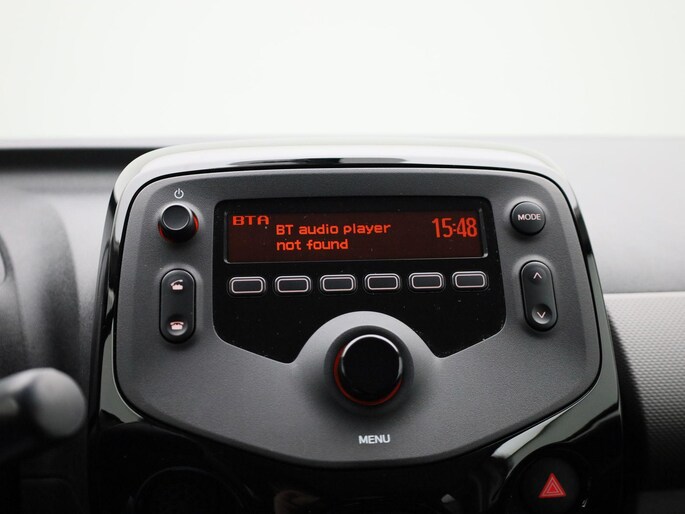 BTA
BT audio player
not found
15:48
MODE
MENU